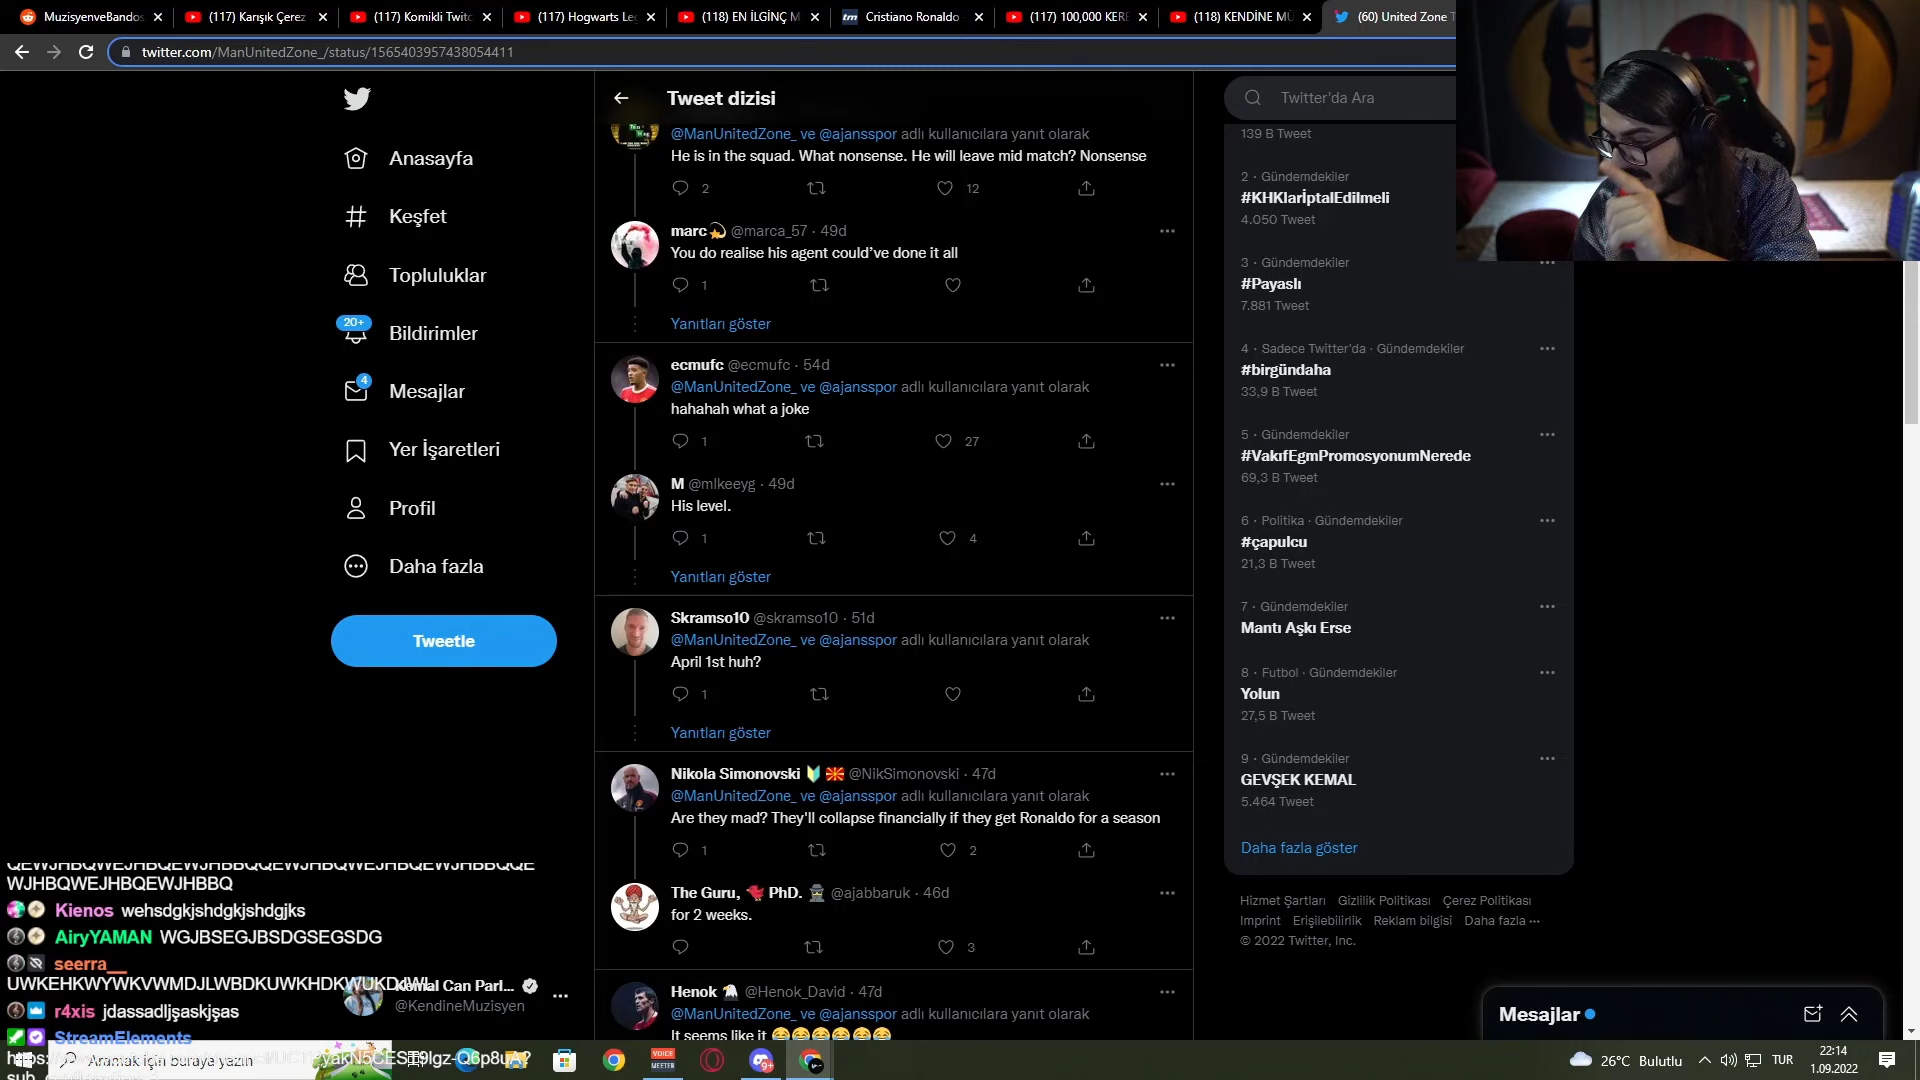 MuzisyenveBandos
(117) Karışık Çerez
(117) Komikli Twitc
(117) Hogwarts Le
(118) EN İLGİNÇ M
Cristiano Ronaldo
(117) 100,000 KERE
(118) KENDİNE MÜ
(60) United Zone T
twitter.com/ManUnitedZone_/status/1565403957438054411
Anasayfa
Keşfet
Topluluklar
20+
Bildirimler
4
Mesajlar
Yer İşaretleri
Profil
Daha fazla
Tweetle
Tweet dizisi
@ManUnitedZone_ ve @ajansspor adlı kullanıcılara yanıt olarak
He is in the squad. What nonsense. He will leave mid match? Nonsense
2 12
marc @marca_57 · 49d
You do realise his agent could've done it all
1
Yanıtları göster
ecmufc @ecmufc · 54d
@ManUnitedZone_ ve @ajansspor adlı kullanıcılara yanıt olarak
hahahah what a joke
1 27
M @mlkeeyg · 49d
His level.
1 4
Yanıtları göster
Skramso10 @skramso10 · 51d
@ManUnitedZone_ ve @ajansspor adlı kullanıcılara yanıt olarak
April 1st huh?
1
Yanıtları göster
Nikola Simonovski @NikSimonovski · 47d
@ManUnitedZone_ ve @ajansspor adlı kullanıcılara yanıt olarak
Are they mad? They'll collapse financially if they get Ronaldo for a season
1 2
The Guru, PhD. @ajabbaruk · 46d
for 2 weeks.
3
Henok @Henok_David · 47d
@ManUnitedZone_ ve @ajansspor adlı kullanıcılara yanıt olarak
It seems like it 😂😂😂😂😂😂
Twitter'da Ara
139 B Tweet
2 · Gündemdekiler
#KHKlarİptalEdilmeli
4.050 Tweet
3 · Gündemdekiler
#Payaslı
7.881 Tweet
4 · Sadece Twitter'da · Gündemdekiler
#birgündaha
33,9 B Tweet
5 · Gündemdekiler
#VakıfEgmPromosyonumNerede
69,3 B Tweet
6 · Politika · Gündemdekiler
#çapulcu
21,3 B Tweet
7 · Gündemdekiler
Mantı Aşkı Erse
8 · Futbol · Gündemdekiler
Yolun
27,5 B Tweet
9 · Gündemdekiler
GEVŞEK KEMAL
5.464 Tweet
Daha fazla göster
Hizmet Şartları Gizlilik Politikası Çerez Politikası
Imprint Erişilebilirlik Reklam bilgisi Daha fazla ···
© 2022 Twitter, Inc.
Mesajlar
WJHBQWEJHBQEWJHBBQ
Kienos wehsdgkjshdgkjshdgjks
AiryYAMAN WGJBSEGJBSDGSEGSDG
seerra__
Kemal Can Parl...
@KendineMuzisyen
r4xis jdassadljşaskjşas
StreamElements
Aramak için buraya yazın
VOICE MEETER
9+
26°C Bulutlu
TUR
22:14
1.09.2022